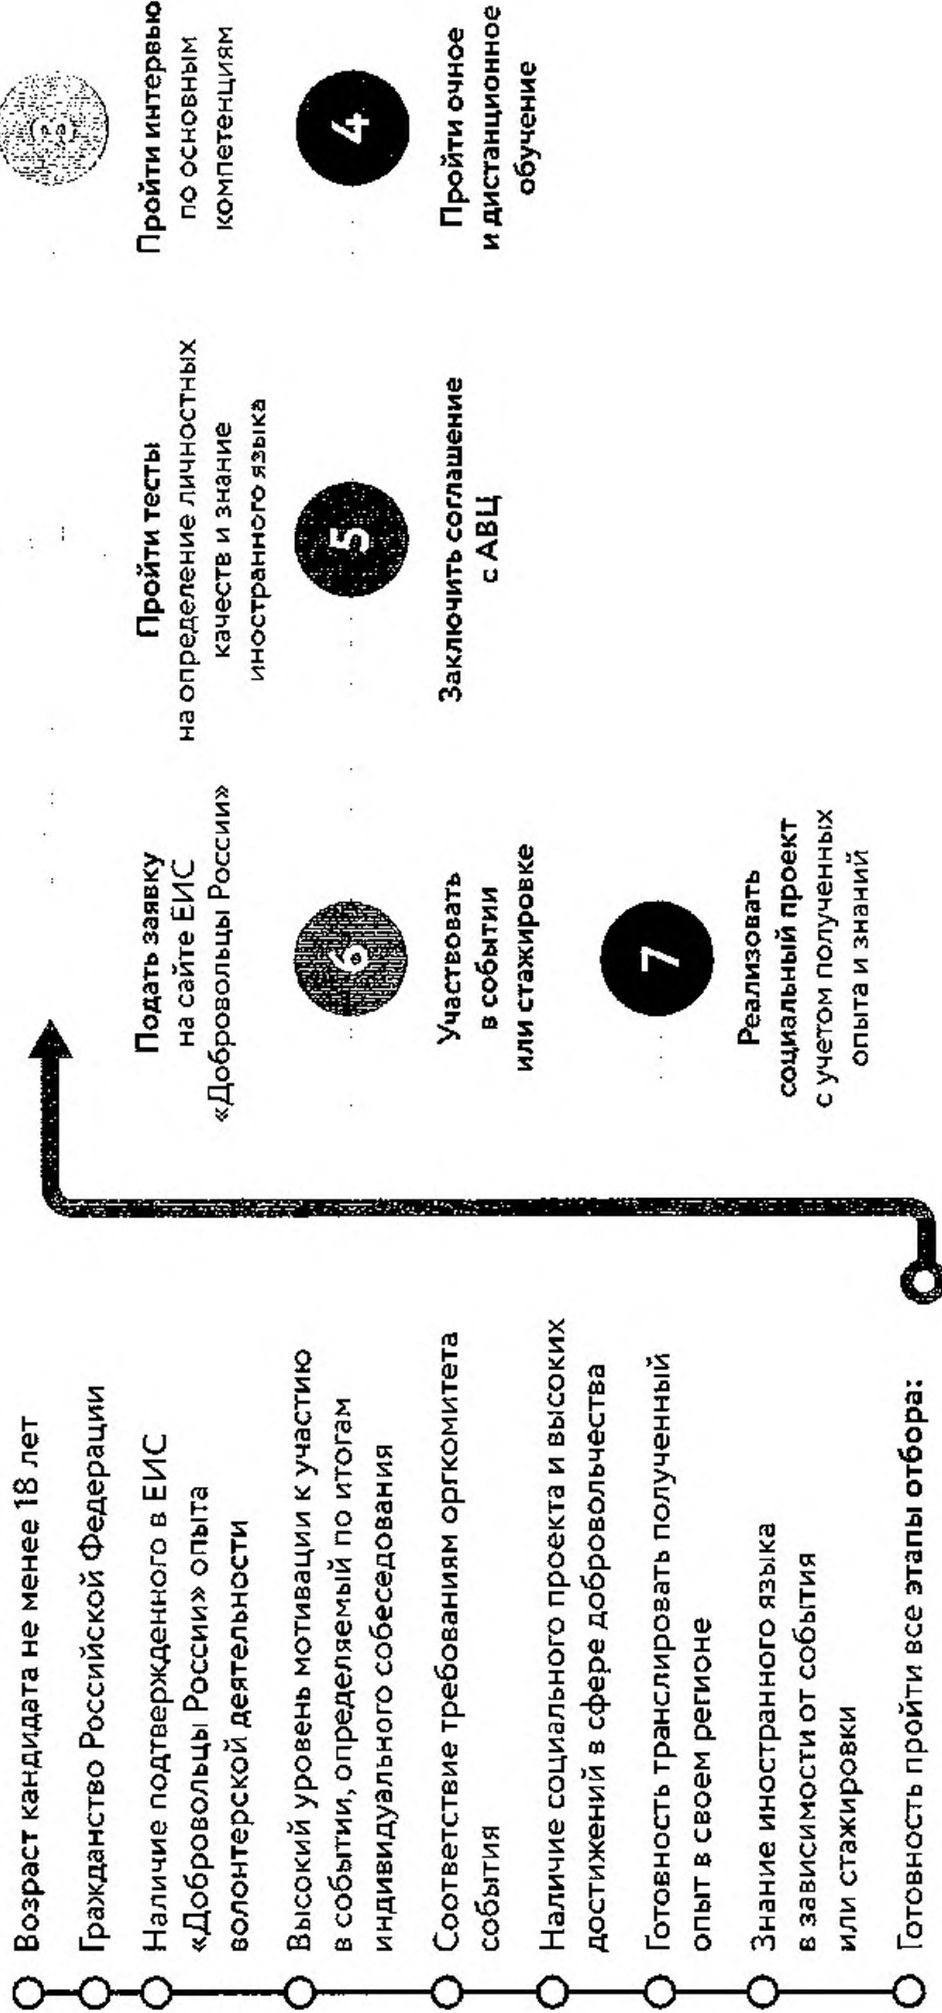 Возраст кандидата не менее 18 лет
Гражданство Российской Федерации
Наличие подтвержденного в ЕИС
«Добровольцы России» опыта
волонтерской деятельности
Высокий уровень мотивации к участию
в событии, определяемый по итогам
индивидуального собеседования
Соответствие требованиям оргкомитета
события
Наличие социального проекта и высоких
достижений в сфере добровольчества
Готовность транслировать полученный
опыт в своем регионе
Знание иностранного языка
в зависимости от события
или стажировки
Готовность пройти все этапы отбора:
Подать заявку
на сайте ЕИС
«Добровольцы России»
Пройти тесты
на определение личностных
качеств и знание
иностранного языка
3
Пройти интервью
по основным
компетенциям
4
Пройти очное
и дистанционное
обучение
5
Заключить соглашение
с АВЦ
6
Участвовать
в событии
или стажировке
7
Реализовать
социальный проект
с учетом полученных
опыта и знаний